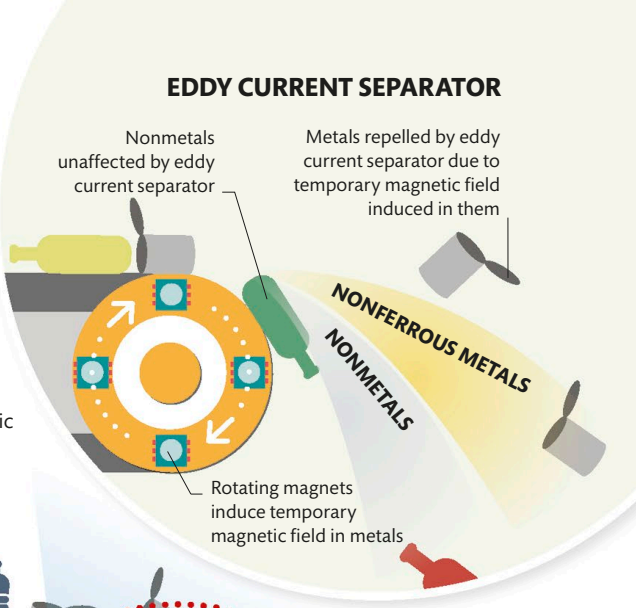 EDDY CURRENT SEPARATOR
Nonmetals
unaffected by eddy
current separator
Metals repelled by eddy
current separator due to
temporary magnetic field
induced in them
NONFERROUS METALS
NONMETALS
ic
Rotating magnets
induce temporary
magnetic field in metals